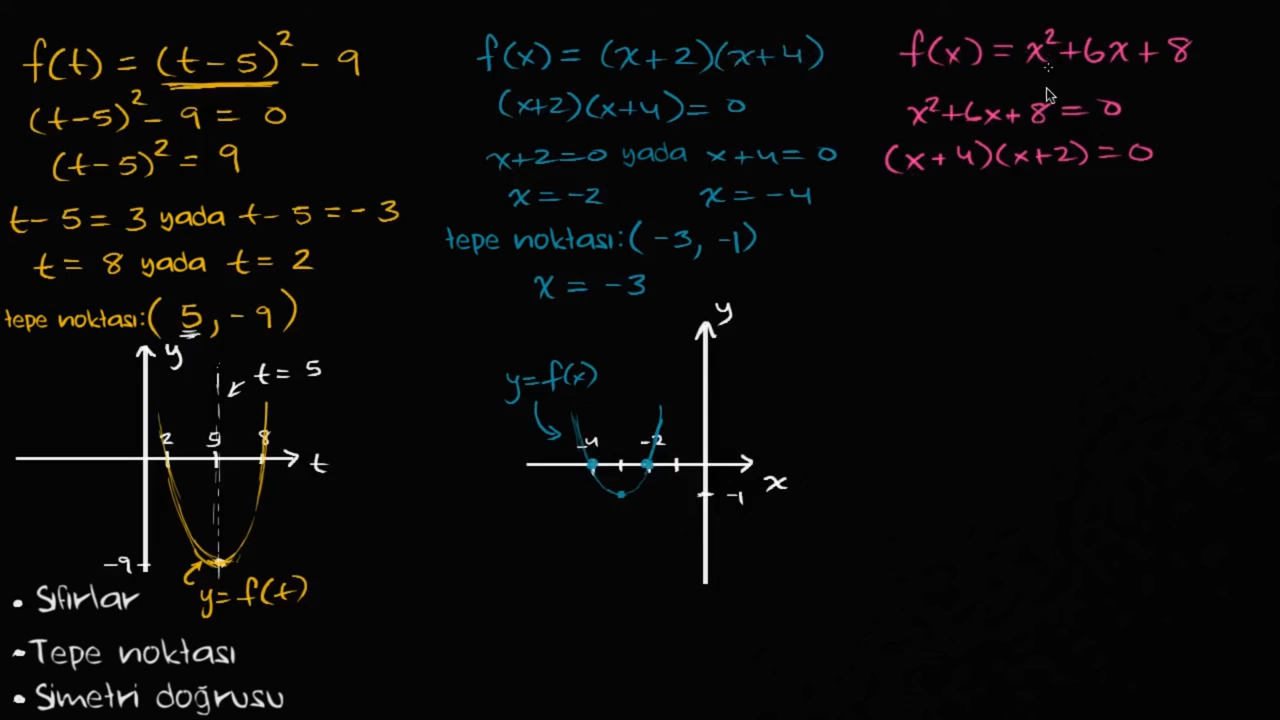 f(t) = (t-5)² - 9
(t-5)² - 9 = 0
(t-5)² = 9
t-5 = 3 yada t-5 = -3
t = 8 yada t = 2
tepe noktası: (5, -9)
y
t = 5
2 5 8
t
-9
y = f(t)
• Sıfırlar
- Tepe noktası
• Simetri doğrusu
f(x) = (x+2)(x+4)
(x+2)(x+4) = 0
x+2=0 yada x+4=0
x = -2 x = -4
tepe noktası: (-3, -1)
x = -3
y
y=f(x)
-4 -2
x
-1
f(x) = x²+6x+8
x²+6x+8 = 0
(x+4)(x+2) = 0